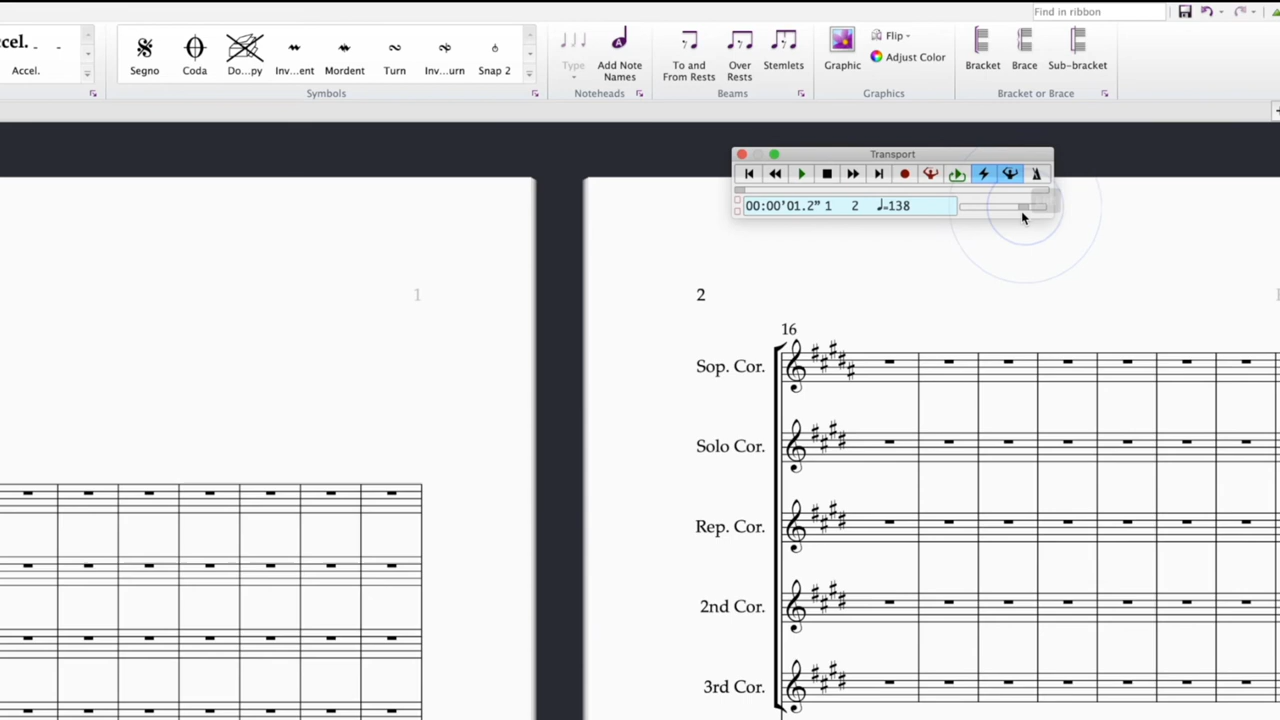 Find in ribbon
ccel.
Accel.
Segno
Coda
Do...py
Inv...ent
Mordent
Turn
Inv...urn
Snap 2
Symbols
Type
Add Note
Names
Noteheads
To and
From Rests
Over
Rests
Stemlets
Beams
Graphic
Flip
Adjust Color
Graphics
Bracket
Brace
Sub-bracket
Bracket or Brace
Transport
00:00'01.2" 1 2 ♩=138
1
2
1
16
Sop. Cor.
Solo Cor.
Rep. Cor.
2nd Cor.
3rd Cor.